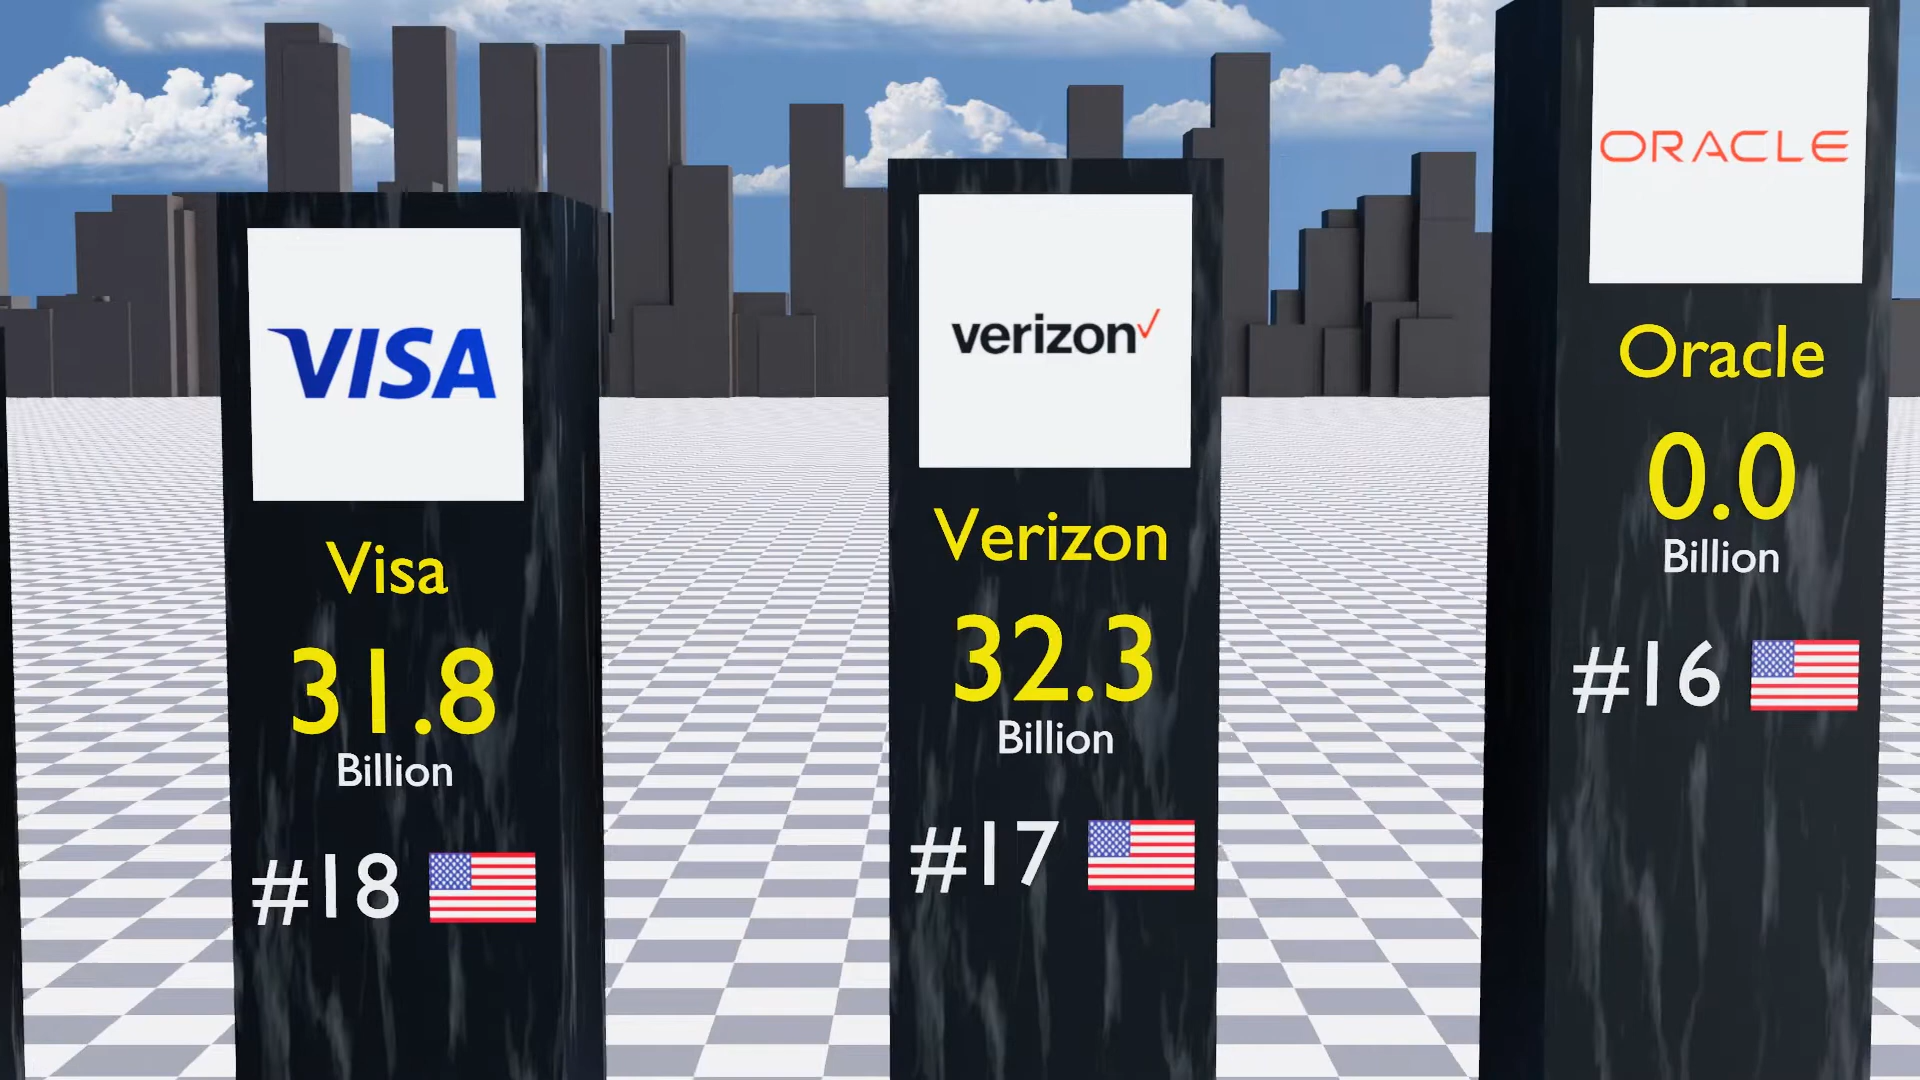 VISA
Visa
31.8
Billion
#18
verizon✓
Verizon
32.3
Billion
#17
ORACLE
Oracle
0.0
Billion
#16